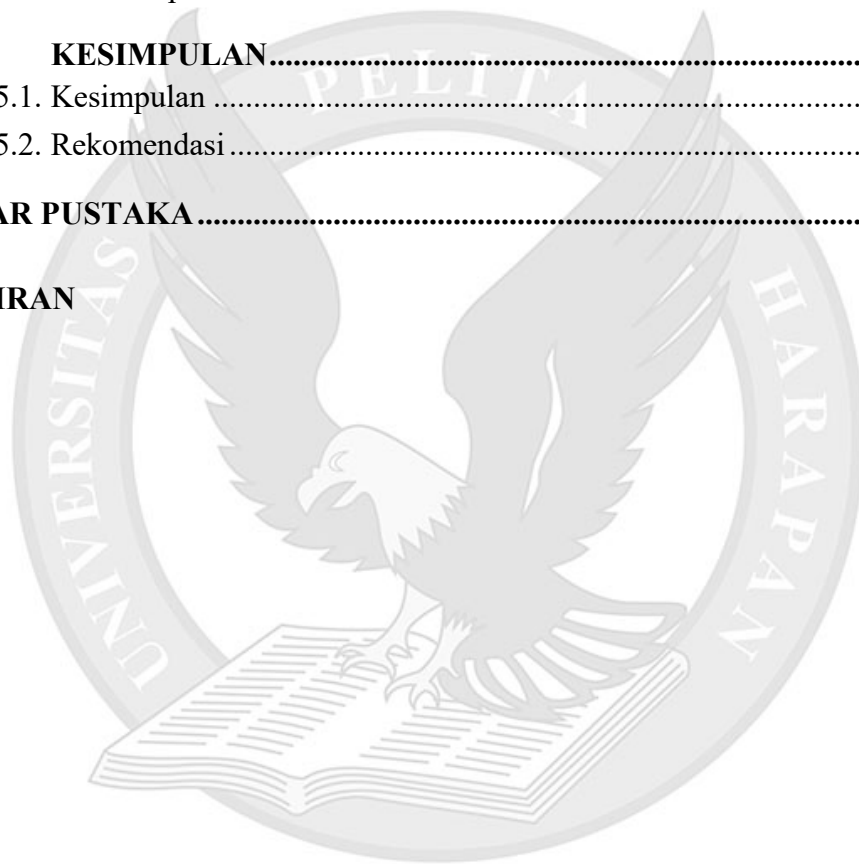 KESIMPULAN........................................................................
5.1. Kesimpulan ........................................................................
5.2. Rekomendasi ......................................................................
AR PUSTAKA........................................................................
IRAN
UNIVERSITAS PELITA HARAPAN